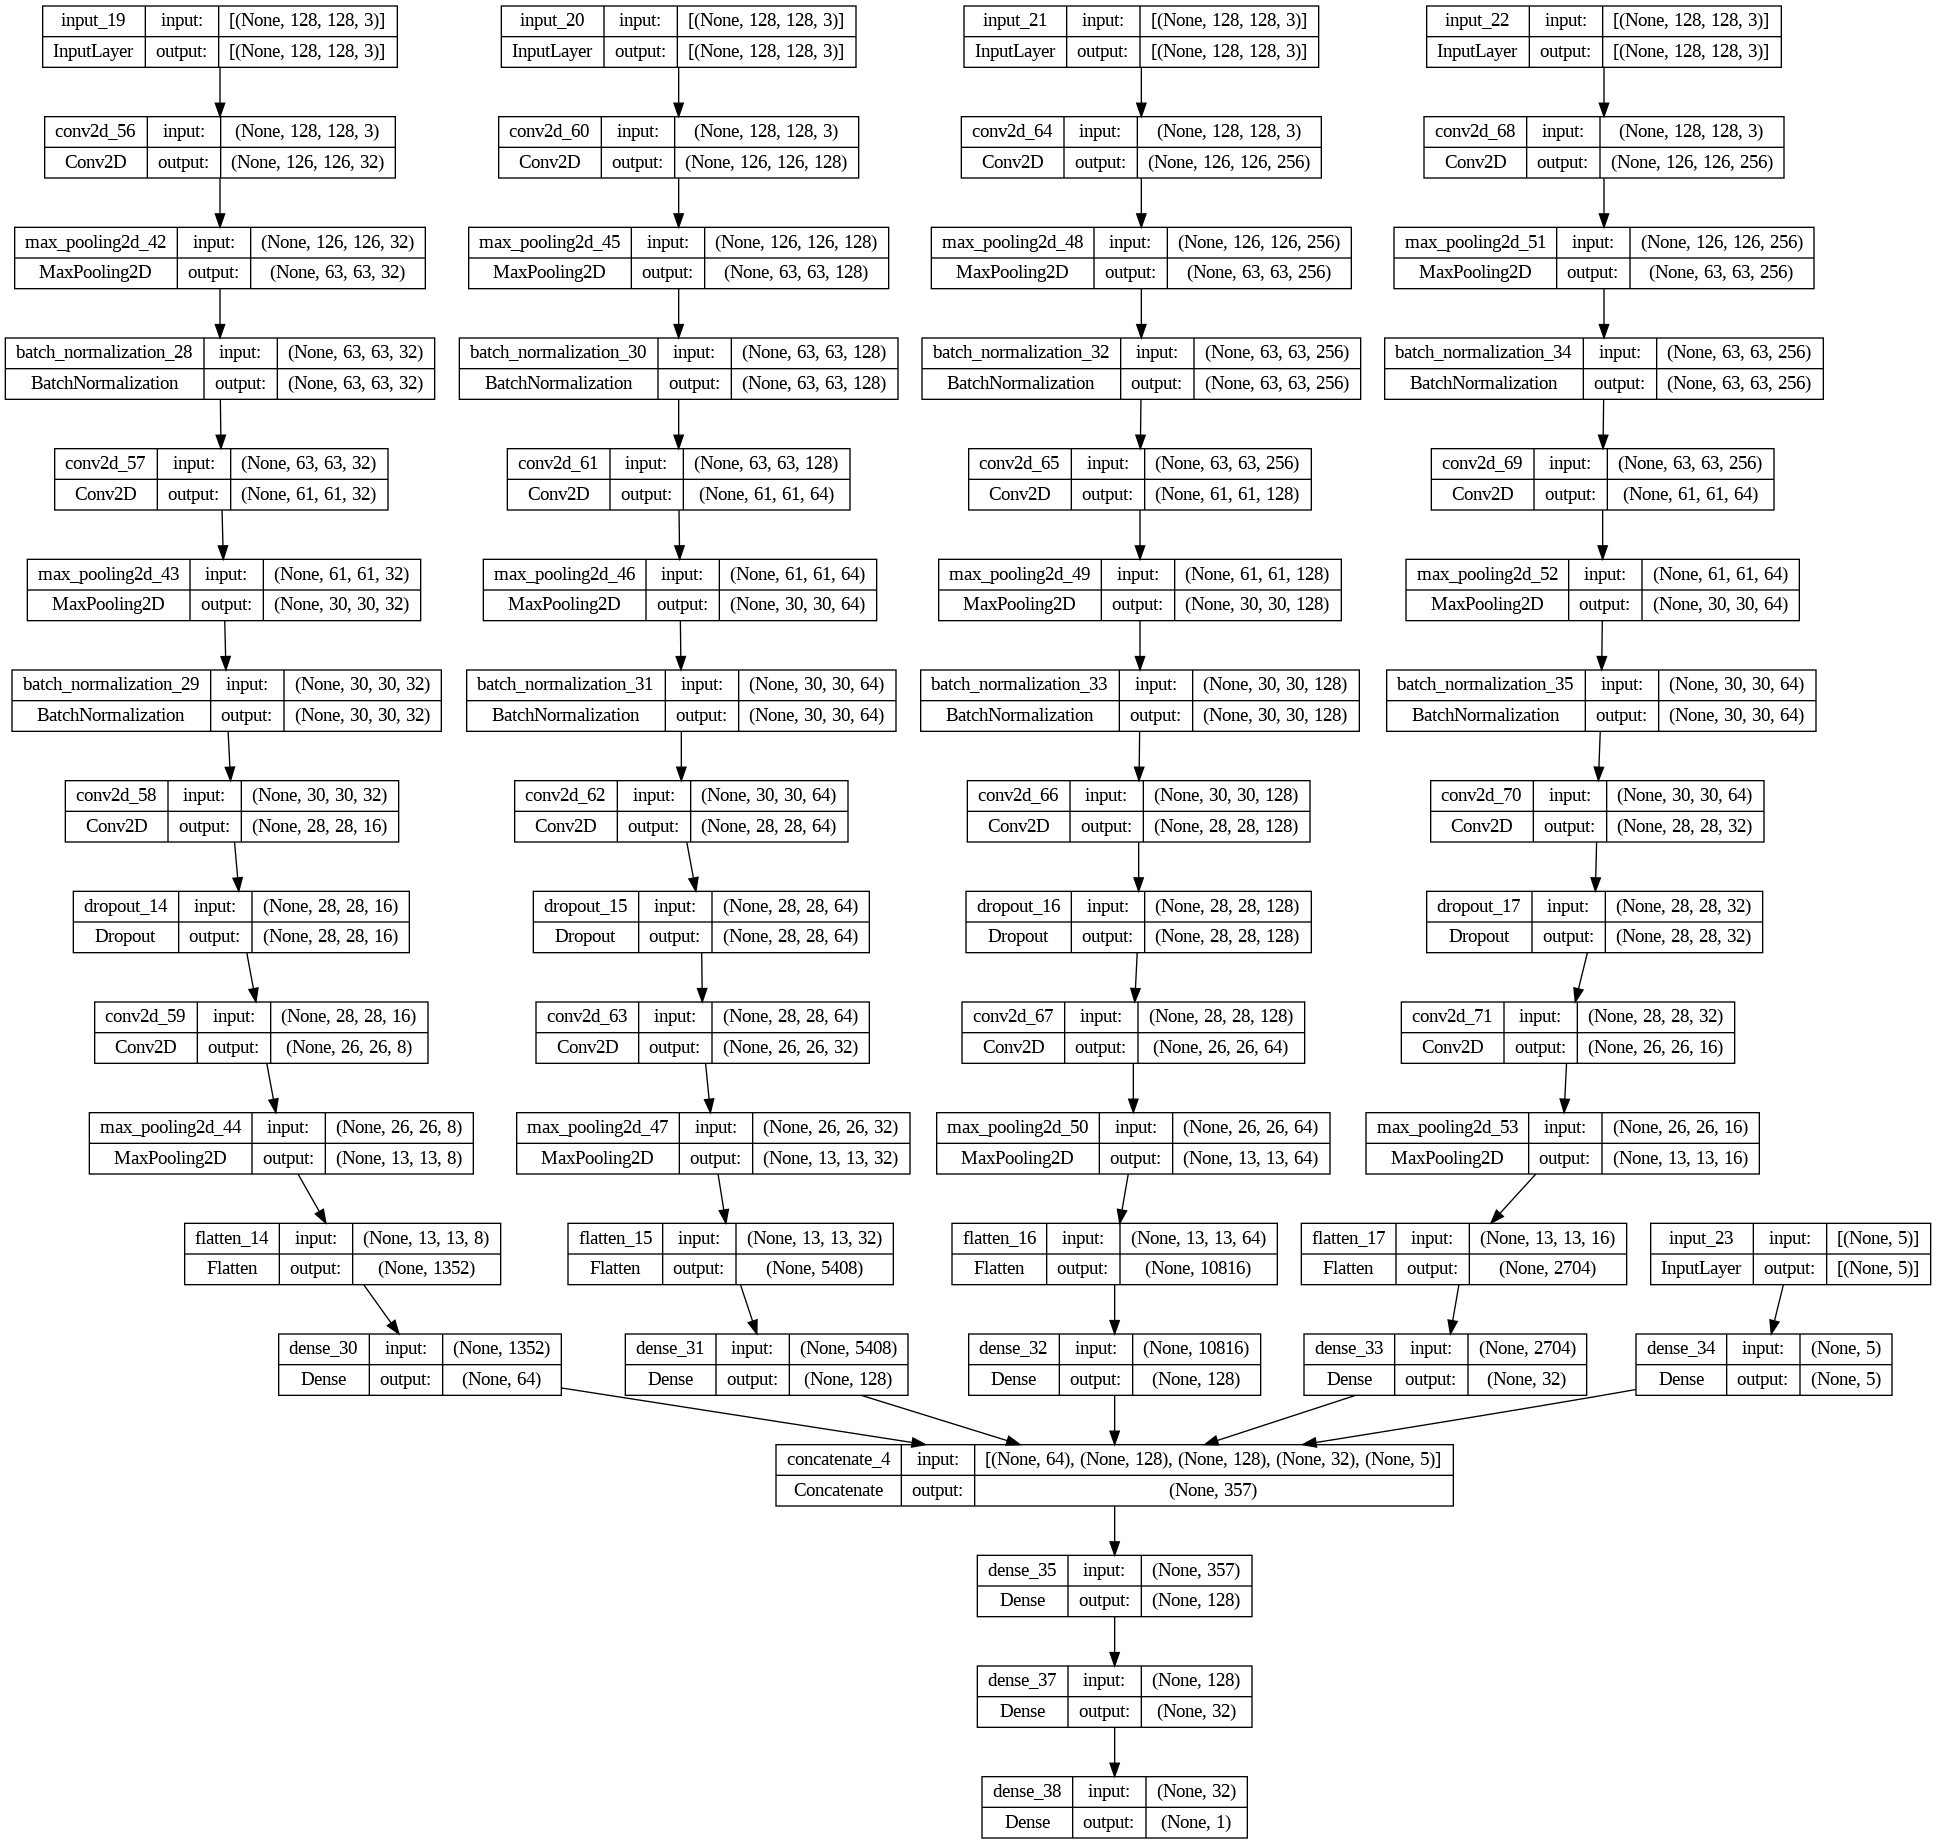 input_19 input: [(None, 128, 128, 3)]
InputLayer output: [(None, 128, 128, 3)]
input_20 input: [(None, 128, 128, 3)]
InputLayer output: [(None, 128, 128, 3)]
input_21 input: [(None, 128, 128, 3)]
InputLayer output: [(None, 128, 128, 3)]
input_22 input: [(None, 128, 128, 3)]
InputLayer output: [(None, 128, 128, 3)]
conv2d_56 input: (None, 128, 128, 3)
Conv2D output: (None, 126, 126, 32)
conv2d_60 input: (None, 128, 128, 3)
Conv2D output: (None, 126, 126, 128)
conv2d_64 input: (None, 128, 128, 3)
Conv2D output: (None, 126, 126, 256)
conv2d_68 input: (None, 128, 128, 3)
Conv2D output: (None, 126, 126, 256)
max_pooling2d_42 input: (None, 126, 126, 32)
MaxPooling2D output: (None, 63, 63, 32)
max_pooling2d_45 input: (None, 126, 126, 128)
MaxPooling2D output: (None, 63, 63, 128)
max_pooling2d_48 input: (None, 126, 126, 256)
MaxPooling2D output: (None, 63, 63, 256)
max_pooling2d_51 input: (None, 126, 126, 256)
MaxPooling2D output: (None, 63, 63, 256)
batch_normalization_28 input: (None, 63, 63, 32)
BatchNormalization output: (None, 63, 63, 32)
batch_normalization_30 input: (None, 63, 63, 128)
BatchNormalization output: (None, 63, 63, 128)
batch_normalization_32 input: (None, 63, 63, 256)
BatchNormalization output: (None, 63, 63, 256)
batch_normalization_34 input: (None, 63, 63, 256)
BatchNormalization output: (None, 63, 63, 256)
conv2d_57 input: (None, 63, 63, 32)
Conv2D output: (None, 61, 61, 32)
conv2d_61 input: (None, 63, 63, 128)
Conv2D output: (None, 61, 61, 64)
conv2d_65 input: (None, 63, 63, 256)
Conv2D output: (None, 61, 61, 128)
conv2d_69 input: (None, 63, 63, 256)
Conv2D output: (None, 61, 61, 64)
max_pooling2d_43 input: (None, 61, 61, 32)
MaxPooling2D output: (None, 30, 30, 32)
max_pooling2d_46 input: (None, 61, 61, 64)
MaxPooling2D output: (None, 30, 30, 64)
max_pooling2d_49 input: (None, 61, 61, 128)
MaxPooling2D output: (None, 30, 30, 128)
max_pooling2d_52 input: (None, 61, 61, 64)
MaxPooling2D output: (None, 30, 30, 64)
batch_normalization_29 input: (None, 30, 30, 32)
BatchNormalization output: (None, 30, 30, 32)
batch_normalization_31 input: (None, 30, 30, 64)
BatchNormalization output: (None, 30, 30, 64)
batch_normalization_33 input: (None, 30, 30, 128)
BatchNormalization output: (None, 30, 30, 128)
batch_normalization_35 input: (None, 30, 30, 64)
BatchNormalization output: (None, 30, 30, 64)
conv2d_58 input: (None, 30, 30, 32)
Conv2D output: (None, 28, 28, 16)
conv2d_62 input: (None, 30, 30, 64)
Conv2D output: (None, 28, 28, 64)
conv2d_66 input: (None, 30, 30, 128)
Conv2D output: (None, 28, 28, 128)
conv2d_70 input: (None, 30, 30, 64)
Conv2D output: (None, 28, 28, 32)
dropout_14 input: (None, 28, 28, 16)
Dropout output: (None, 28, 28, 16)
dropout_15 input: (None, 28, 28, 64)
Dropout output: (None, 28, 28, 64)
dropout_16 input: (None, 28, 28, 128)
Dropout output: (None, 28, 28, 128)
dropout_17 input: (None, 28, 28, 32)
Dropout output: (None, 28, 28, 32)
conv2d_59 input: (None, 28, 28, 16)
Conv2D output: (None, 26, 26, 8)
conv2d_63 input: (None, 28, 28, 64)
Conv2D output: (None, 26, 26, 32)
conv2d_67 input: (None, 28, 28, 128)
Conv2D output: (None, 26, 26, 64)
conv2d_71 input: (None, 28, 28, 32)
Conv2D output: (None, 26, 26, 16)
max_pooling2d_44 input: (None, 26, 26, 8)
MaxPooling2D output: (None, 13, 13, 8)
max_pooling2d_47 input: (None, 26, 26, 32)
MaxPooling2D output: (None, 13, 13, 32)
max_pooling2d_50 input: (None, 26, 26, 64)
MaxPooling2D output: (None, 13, 13, 64)
max_pooling2d_53 input: (None, 26, 26, 16)
MaxPooling2D output: (None, 13, 13, 16)
flatten_14 input: (None, 13, 13, 8)
Flatten output: (None, 1352)
flatten_15 input: (None, 13, 13, 32)
Flatten output: (None, 5408)
flatten_16 input: (None, 13, 13, 64)
Flatten output: (None, 10816)
flatten_17 input: (None, 13, 13, 16)
Flatten output: (None, 2704)
input_23 input: [(None, 5)]
InputLayer output: [(None, 5)]
dense_30 input: (None, 1352)
Dense output: (None, 64)
dense_31 input: (None, 5408)
Dense output: (None, 128)
dense_32 input: (None, 10816)
Dense output: (None, 128)
dense_33 input: (None, 2704)
Dense output: (None, 32)
dense_34 input: (None, 5)
Dense output: (None, 5)
concatenate_4 input: [(None, 64), (None, 128), (None, 128), (None, 32), (None, 5)]
Concatenate output: (None, 357)
dense_35 input: (None, 357)
Dense output: (None, 128)
dense_37 input: (None, 128)
Dense output: (None, 32)
dense_38 input: (None, 32)
Dense output: (None, 1)